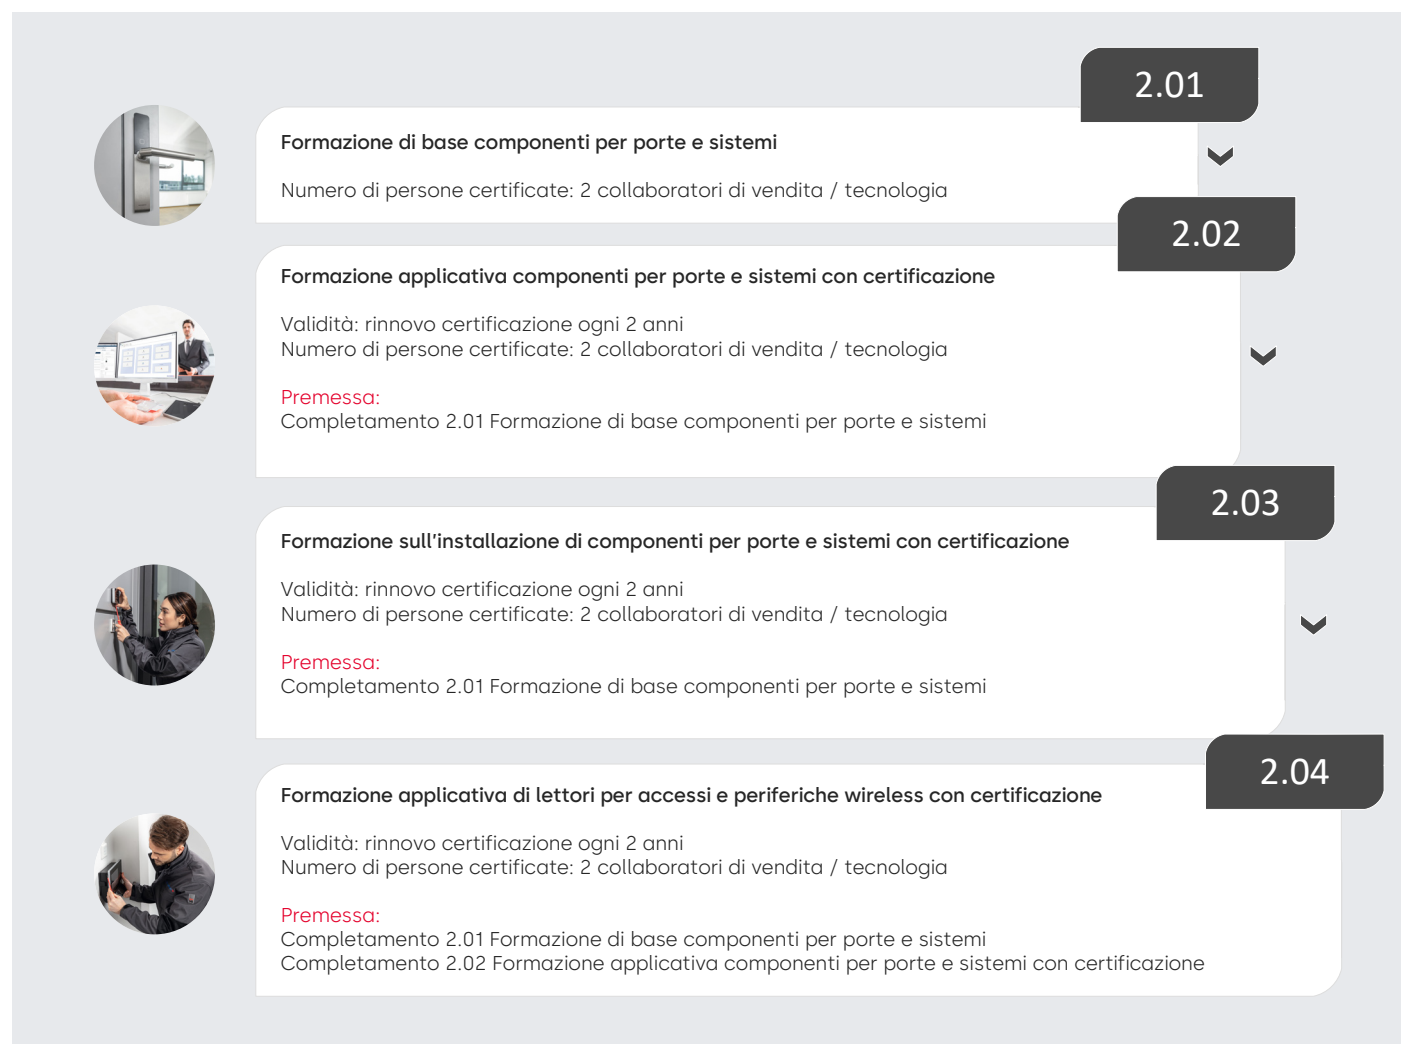 2.01
Formazione di base componenti per porte e sistemi
Numero di persone certificate: 2 collaboratori di vendita / tecnologia
2.02
Formazione applicativa componenti per porte e sistemi con certificazione
Validità: rinnovo certificazione ogni 2 anni
Numero di persone certificate: 2 collaboratori di vendita / tecnologia
Premessa:
Completamento 2.01 Formazione di base componenti per porte e sistemi
2.03
Formazione sull'installazione di componenti per porte e sistemi con certificazione
Validità: rinnovo certificazione ogni 2 anni
Numero di persone certificate: 2 collaboratori di vendita / tecnologia
Premessa:
Completamento 2.01 Formazione di base componenti per porte e sistemi
2.04
Formazione applicativa di lettori per accessi e periferiche wireless con certificazione
Validità: rinnovo certificazione ogni 2 anni
Numero di persone certificate: 2 collaboratori di vendita / tecnologia
Premessa:
Completamento 2.01 Formazione di base componenti per porte e sistemi
Completamento 2.02 Formazione applicativa componenti per porte e sistemi con certificazione